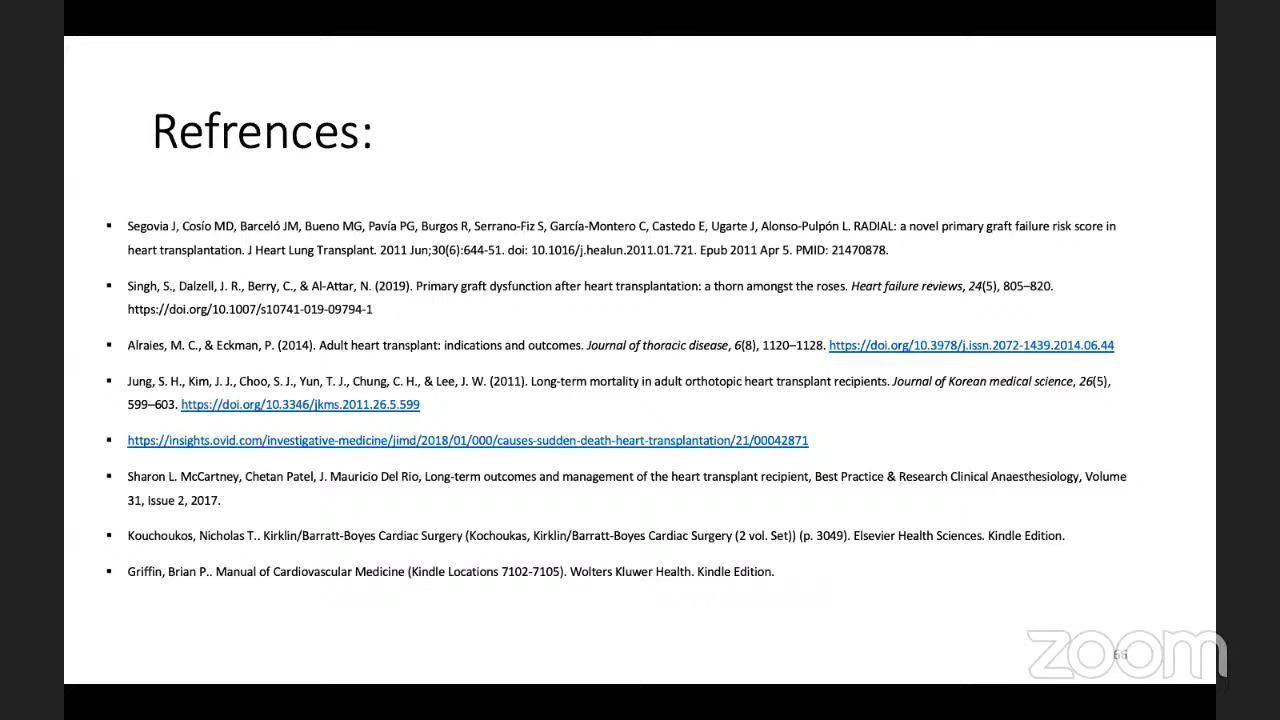 Refrences:
▪ Segovia J, Cosío MD, Barceló JM, Bueno MG, Pavía PG, Burgos R, Serrano-Fiz S, García-Montero C, Castedo E, Ugarte J, Alonso-Pulpón L. RADIAL: a novel primary graft failure risk score in
heart transplantation. J Heart Lung Transplant. 2011 Jun;30(6):644-51. doi: 10.1016/j.healun.2011.01.721. Epub 2011 Apr 5. PMID: 21470878.
▪ Singh, S., Dalzell, J. R., Berry, C., & Al-Attar, N. (2019). Primary graft dysfunction after heart transplantation: a thorn amongst the roses. Heart failure reviews, 24(5), 805–820.
https://doi.org/10.1007/s10741-019-09794-1
▪ Alraies, M. C., & Eckman, P. (2014). Adult heart transplant: indications and outcomes. Journal of thoracic disease, 6(8), 1120–1128. https://doi.org/10.3978/j.issn.2072-1439.2014.06.44
▪ Jung, S. H., Kim, J. J., Choo, S. J., Yun, T. J., Chung, C. H., & Lee, J. W. (2011). Long-term mortality in adult orthotopic heart transplant recipients. Journal of Korean medical science, 26(5),
599–603. https://doi.org/10.3346/jkms.2011.26.5.599
▪ https://insights.ovid.com/investigative-medicine/jimd/2018/01/000/causes-sudden-death-heart-transplantation/21/00042871
▪ Sharon L. McCartney, Chetan Patel, J. Mauricio Del Rio, Long-term outcomes and management of the heart transplant recipient, Best Practice & Research Clinical Anaesthesiology, Volume
31, Issue 2, 2017.
▪ Kouchoukos, Nicholas T.. Kirklin/Barratt-Boyes Cardiac Surgery (Kochoukas, Kirklin/Barratt-Boyes Cardiac Surgery (2 vol. Set)) (p. 3049). Elsevier Health Sciences. Kindle Edition.
▪ Griffin, Brian P.. Manual of Cardiovascular Medicine (Kindle Locations 7102-7105). Wolters Kluwer Health. Kindle Edition.
zoom
66